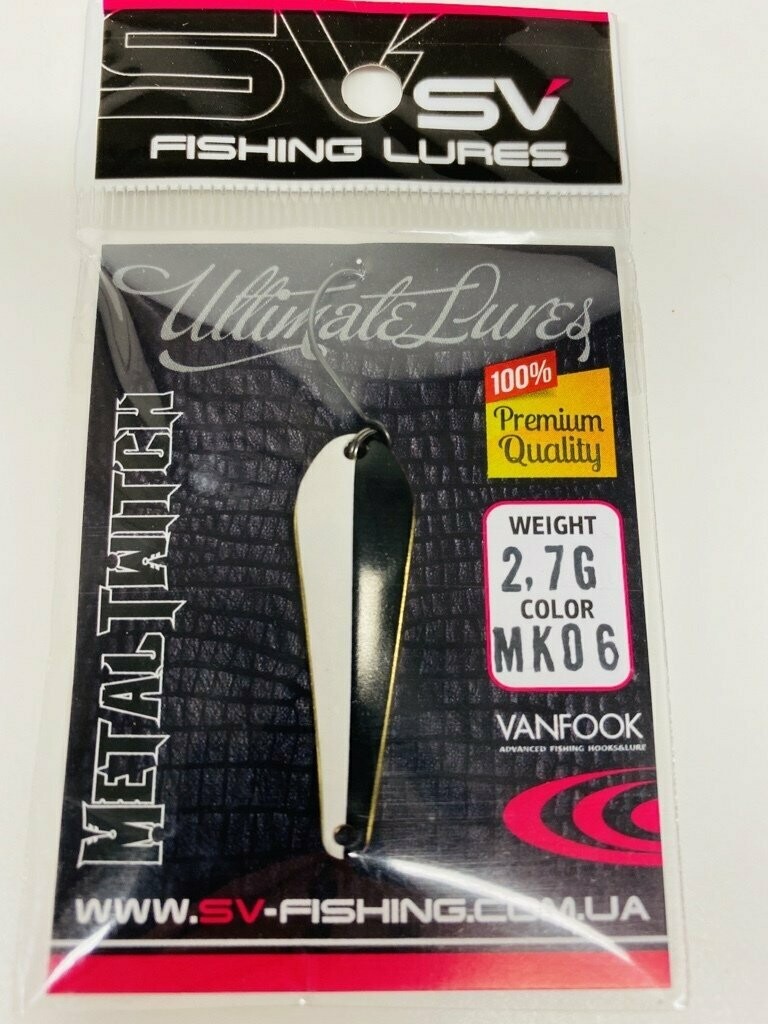 SV
SV
FISHING LURES
Ultimate Lures
100%
Premium
Quality
METAL TWITCH
WEIGHT
2,7G
COLOR
MK06
VANFOOK
ADVANCED FISHING HOOKS&LURE
WWW.SV-FISHING.COM.UA